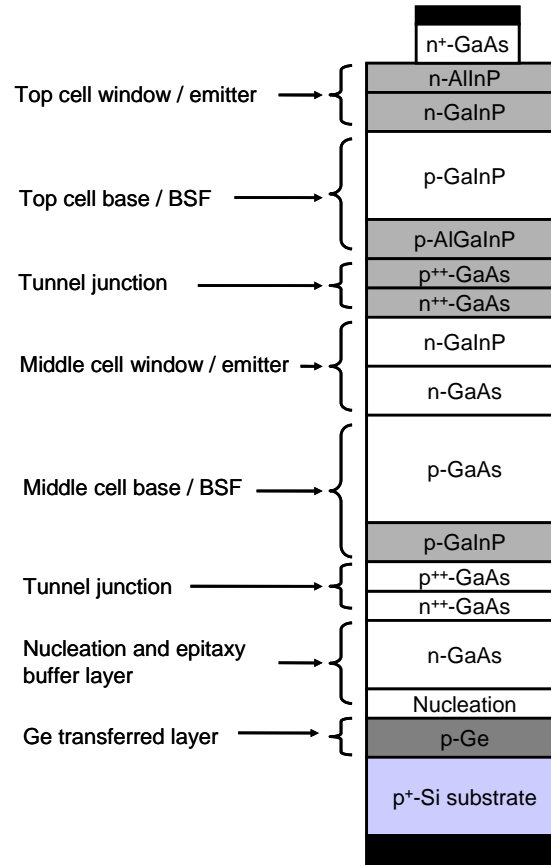 n⁺-GaAs
Top cell window / emitter
n-AlInP
n-GaInP
Top cell base / BSF
p-GaInP
p-AlGaInP
Tunnel junction
p⁺⁺-GaAs
n⁺⁺-GaAs
Middle cell window / emitter
n-GaInP
n-GaAs
Middle cell base / BSF
p-GaAs
p-GaInP
Tunnel junction
p⁺⁺-GaAs
n⁺⁺-GaAs
Nucleation and epitaxy
buffer layer
n-GaAs
Nucleation
Ge transferred layer
p-Ge
p⁺-Si substrate